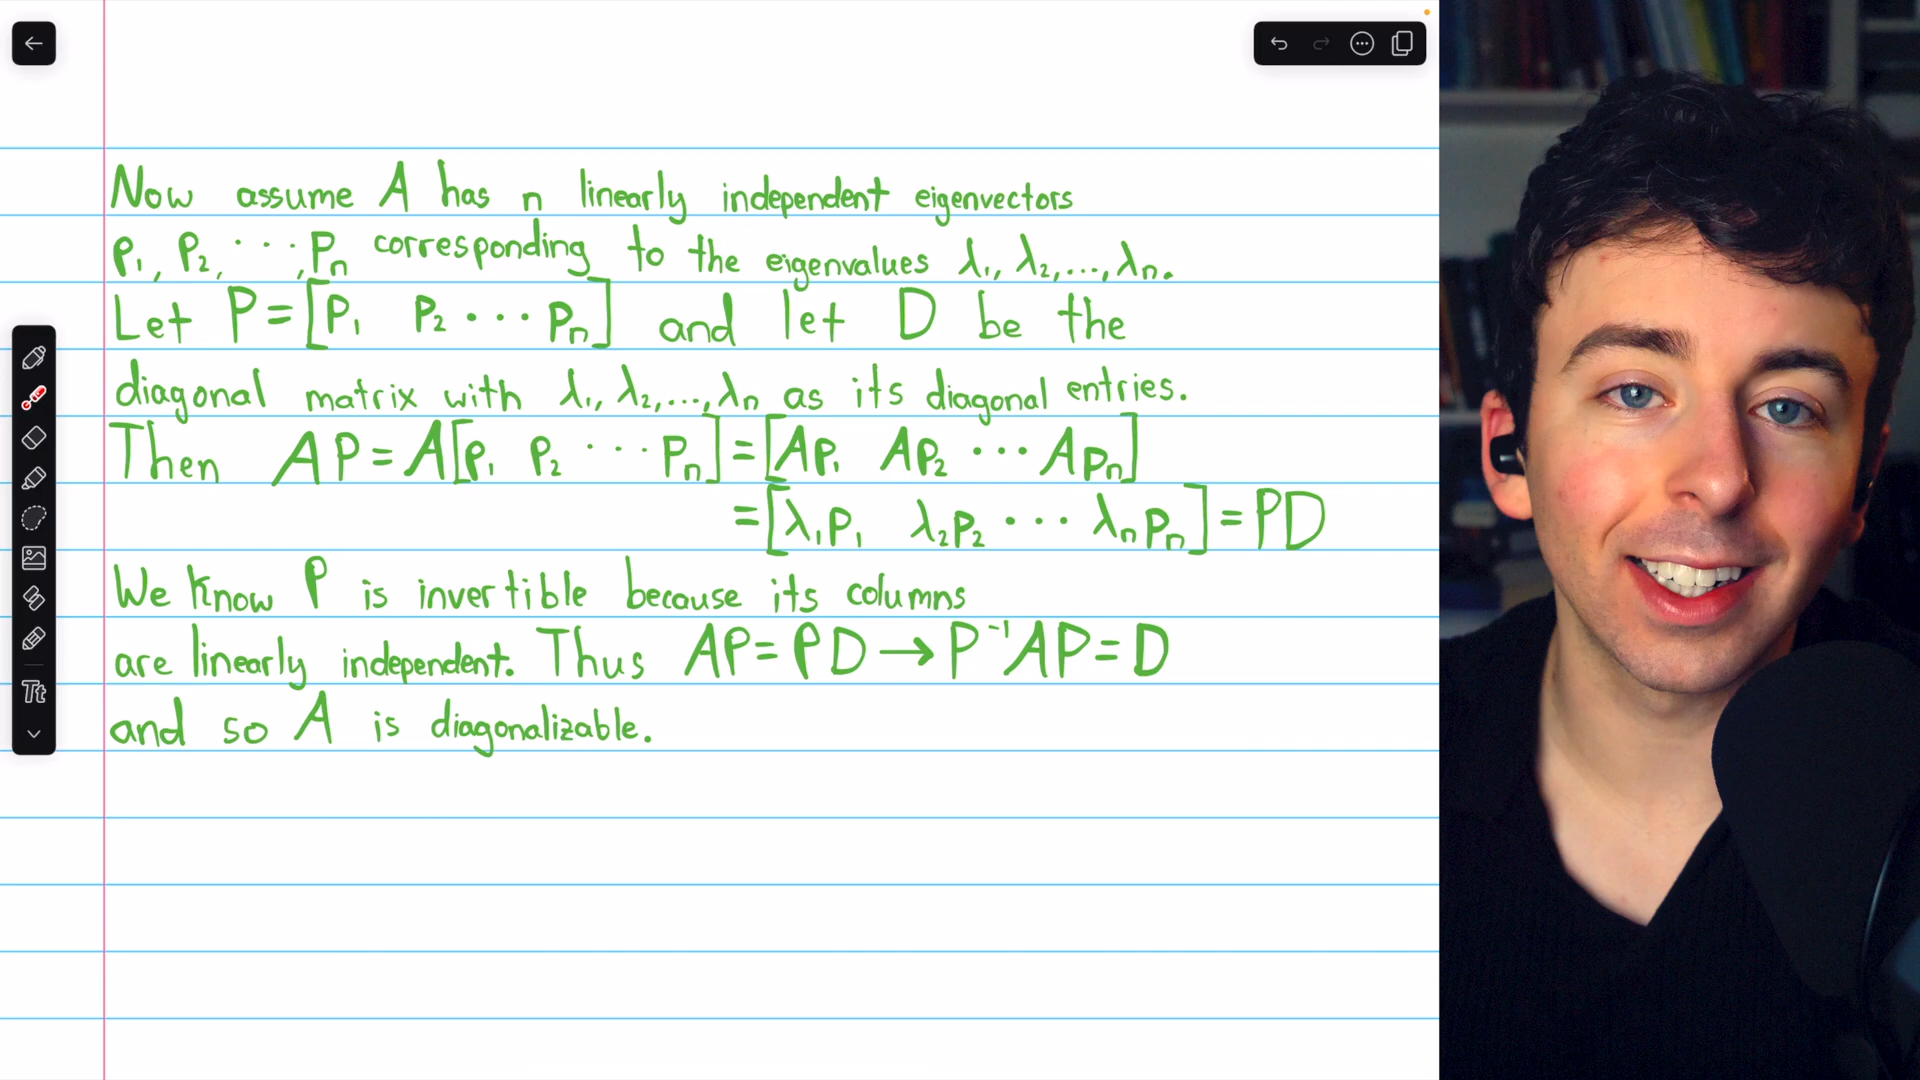 Now assume A has n linearly independent eigenvectors
p₁, p₂, ⋯, pₙ corresponding to the eigenvalues λ₁, λ₂, ..., λₙ.
Let P = [p₁ p₂ ⋯ pₙ] and let D be the
diagonal matrix with λ₁, λ₂, ..., λₙ as its diagonal entries.
Then AP = A[p₁ p₂ ⋯ pₙ] = [Ap₁ Ap₂ ⋯ Apₙ]
= [λ₁p₁ λ₂p₂ ⋯ λₙpₙ] = PD
We know P is invertible because its columns
are linearly independent. Thus AP = PD → P⁻¹AP = D
and so A is diagonalizable.
Tt